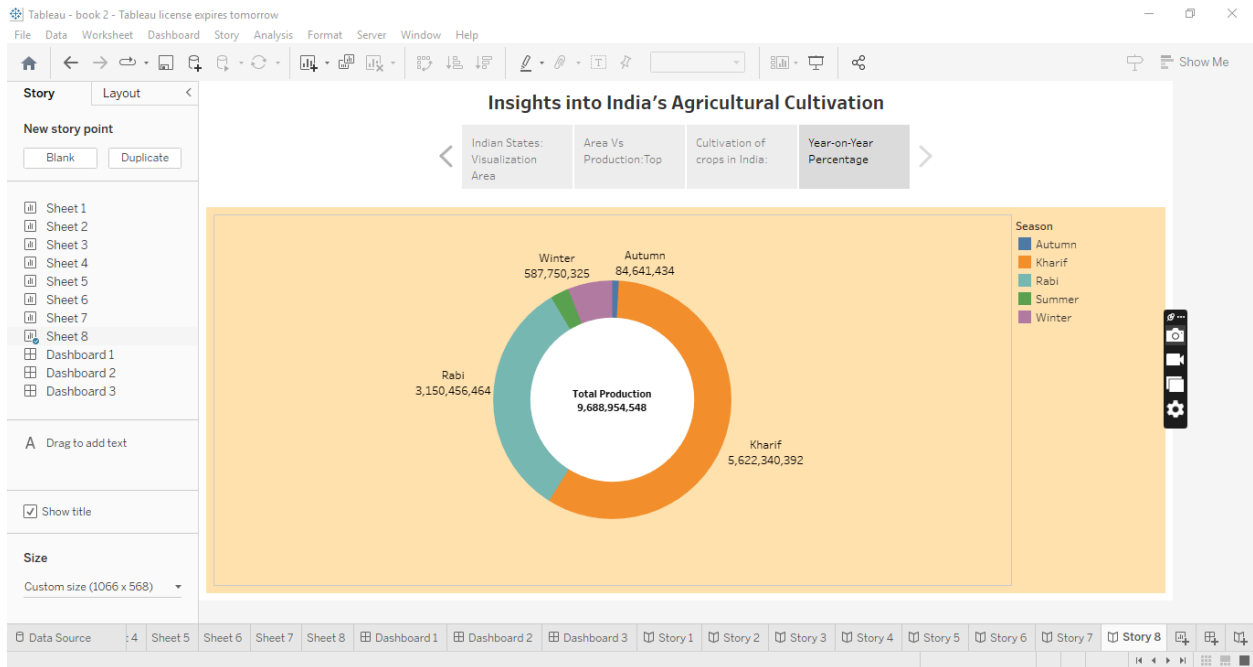 Tableau - book 2 - Tableau license expires tomorrow
File Data Worksheet Dashboard Story Analysis Format Server Window Help
Show Me
Story Layout
New story point
Blank Duplicate
Sheet 1
Sheet 2
Sheet 3
Sheet 4
Sheet 5
Sheet 6
Sheet 7
Sheet 8
Dashboard 1
Dashboard 2
Dashboard 3
A Drag to add text
Show title
Size
Custom size (1066 x 568)
Insights into India's Agricultural Cultivation
Indian States:
Visualization
Area
Area Vs
Production:Top
Cultivation of
crops in India:
Year-on-Year
Percentage
Winter
587,750,325
Autumn
84,641,434
Rabi
3,150,456,464
Total Production
9,688,954,548
Kharif
5,622,340,392
Season
Autumn
Kharif
Rabi
Summer
Winter
Data Source : 4 Sheet 5 Sheet 6 Sheet 7 Sheet 8 Dashboard 1 Dashboard 2 Dashboard 3 Story 1 Story 2 Story 3 Story 4 Story 5 Story 6 Story 7 Story 8